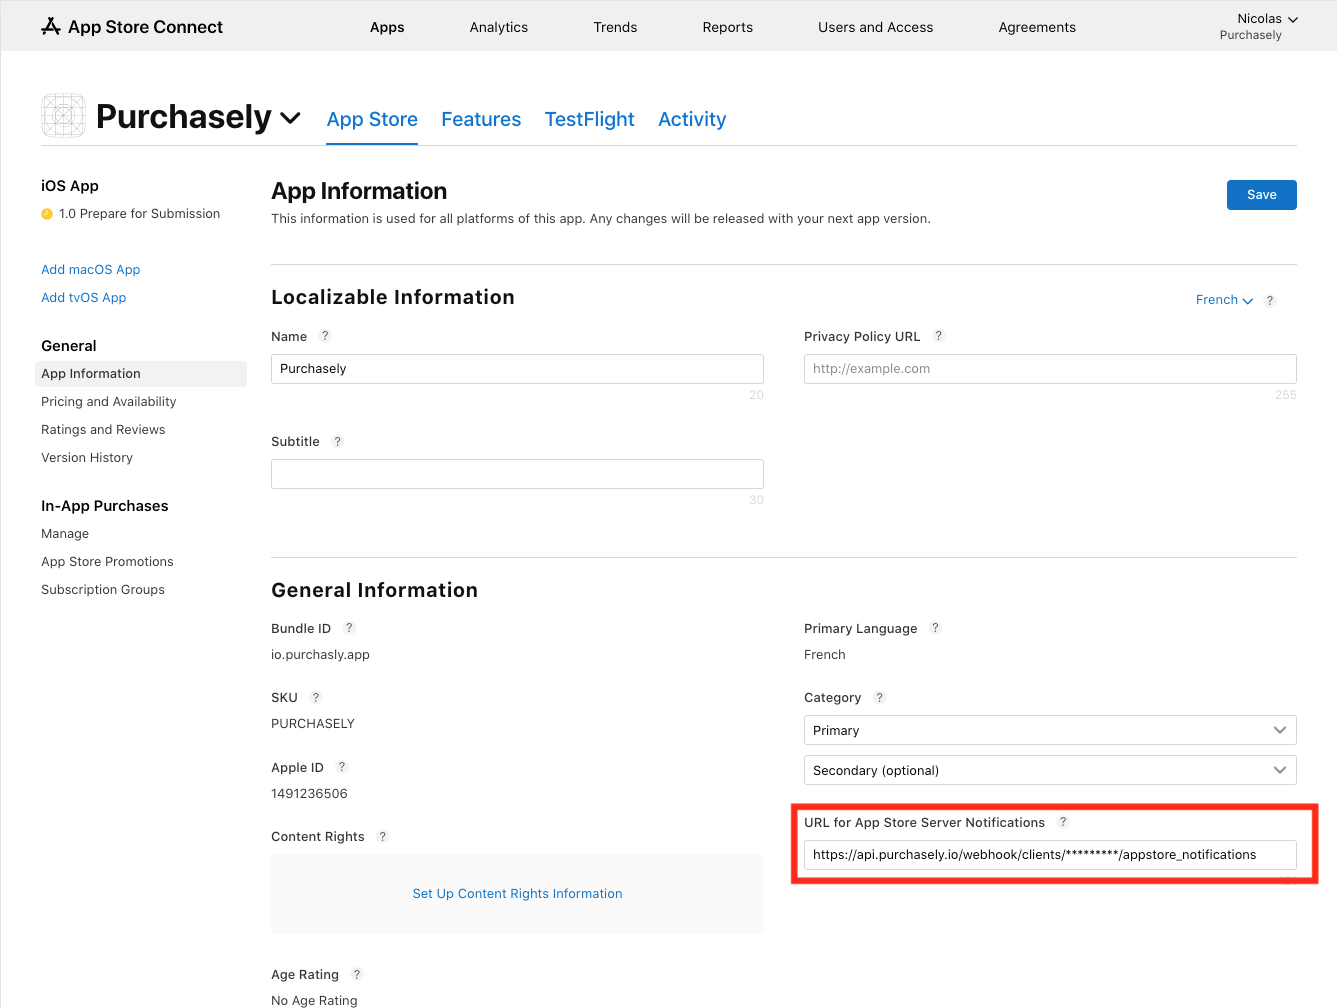 App Store Connect
Apps Analytics Trends Reports Users and Access Agreements
Nicolas
Purchasely
Purchasely
App Store Features TestFlight Activity
iOS App
1.0 Prepare for Submission
Add macOS App
Add tvOS App
General
App Information
Pricing and Availability
Ratings and Reviews
Version History
In-App Purchases
Manage
App Store Promotions
Subscription Groups
App Information
Save
This information is used for all platforms of this app. Any changes will be released with your next app version.
Localizable Information
French ?
Name ?
Purchasely
20
Privacy Policy URL ?
http://example.com
255
Subtitle ?
30
General Information
Bundle ID ?
io.purchasly.app
SKU ?
PURCHASELY
Apple ID ?
1491236506
Content Rights ?
Set Up Content Rights Information
Age Rating ?
No Age Rating
Primary Language ?
French
Category ?
Primary
Secondary (optional)
URL for App Store Server Notifications ?
https://api.purchasely.io/webhook/clients/*********/appstore_notifications